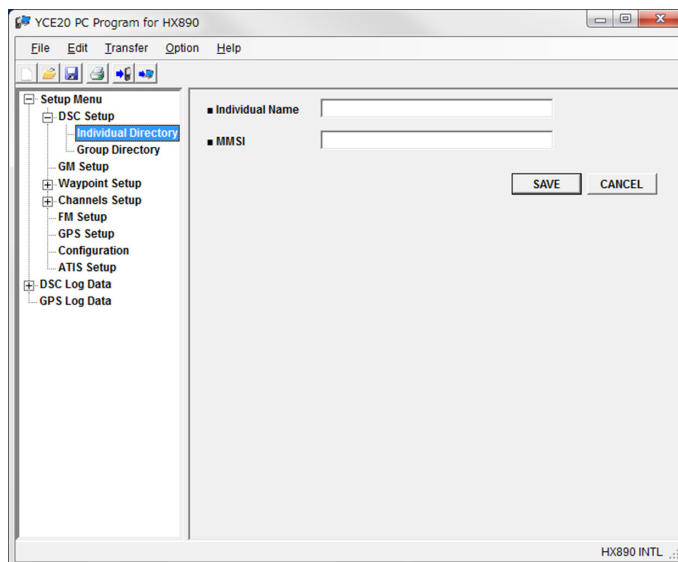 YCE20 PC Program for HX890
File Edit Transfer Option Help
Setup Menu
DSC Setup
Individual Directory
Group Directory
GM Setup
Waypoint Setup
Channels Setup
FM Setup
GPS Setup
Configuration
ATIS Setup
DSC Log Data
GPS Log Data
Individual Name
MMSI
SAVE CANCEL
HX890 INTL